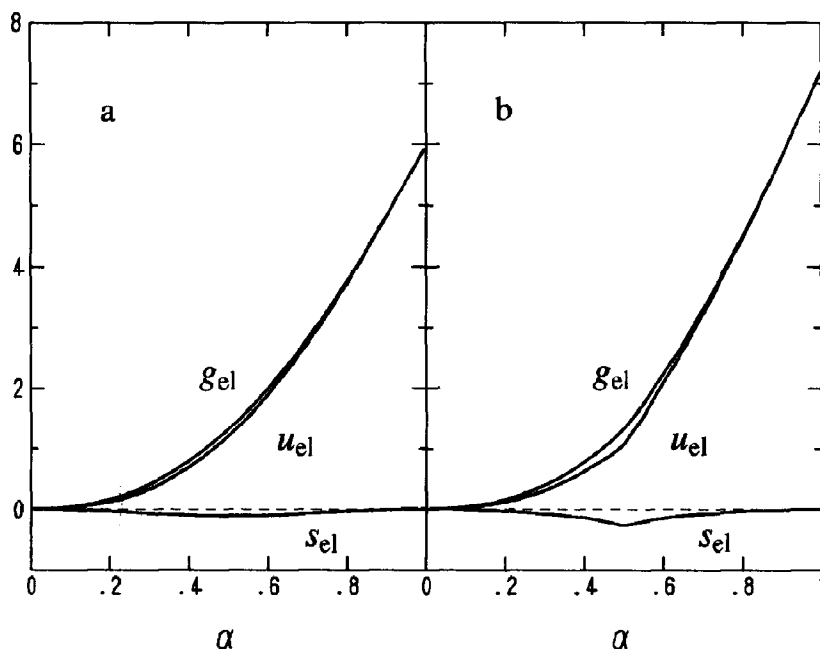 8
6
4
2
0
a
b
g_el
u_el
s_el
g_el
u_el
s_el
0 .2 .4 .6 .8 0 .2 .4 .6 .8
α α